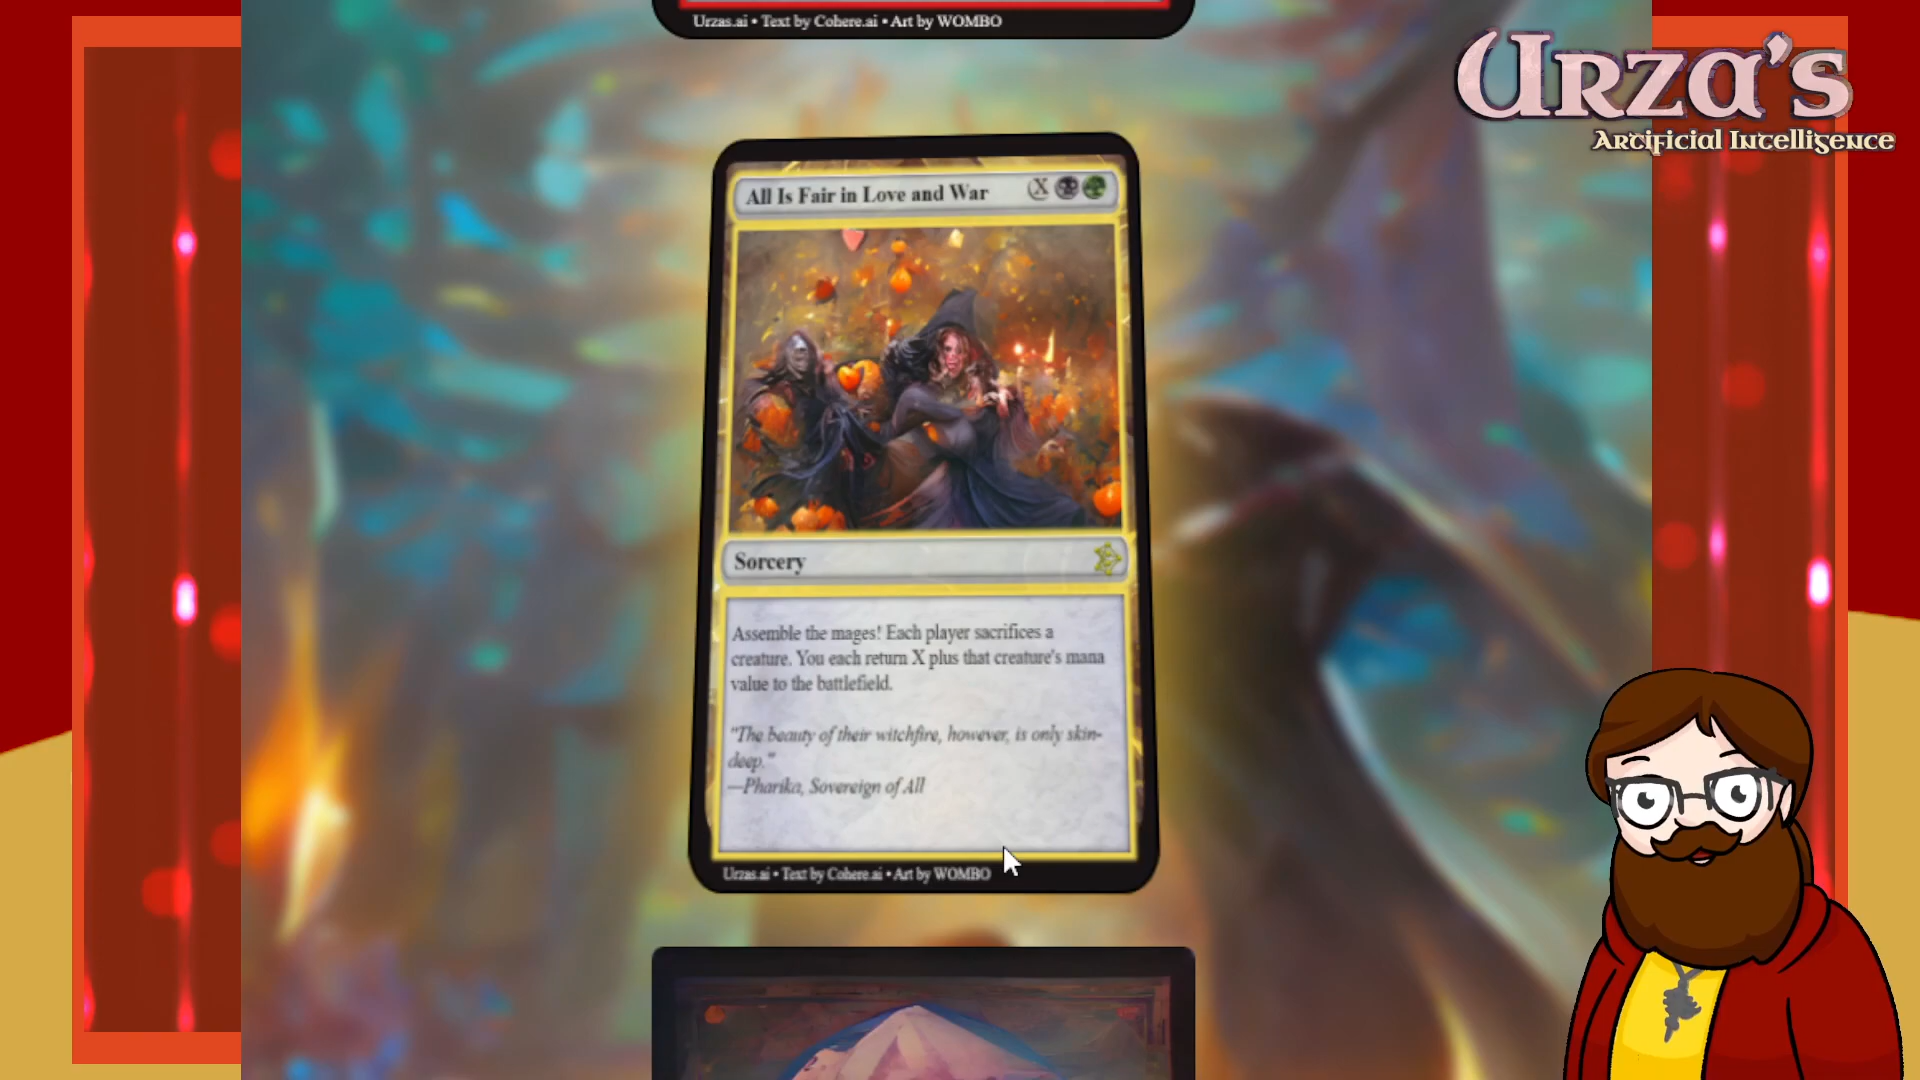 Urzas.ai • Text by Cohere.ai • Art by WOMBO
Urza's
Artificial Intelligence
All Is Fair in Love and War X
Sorcery
Assemble the mages! Each player sacrifices a
creature. You each return X plus that creature's mana
value to the battlefield.
"The beauty of their witchfire, however, is only skin-
deep."
—Pharika, Sovereign of All
Urzas.ai • Text by Cohere.ai • Art by WOMBO